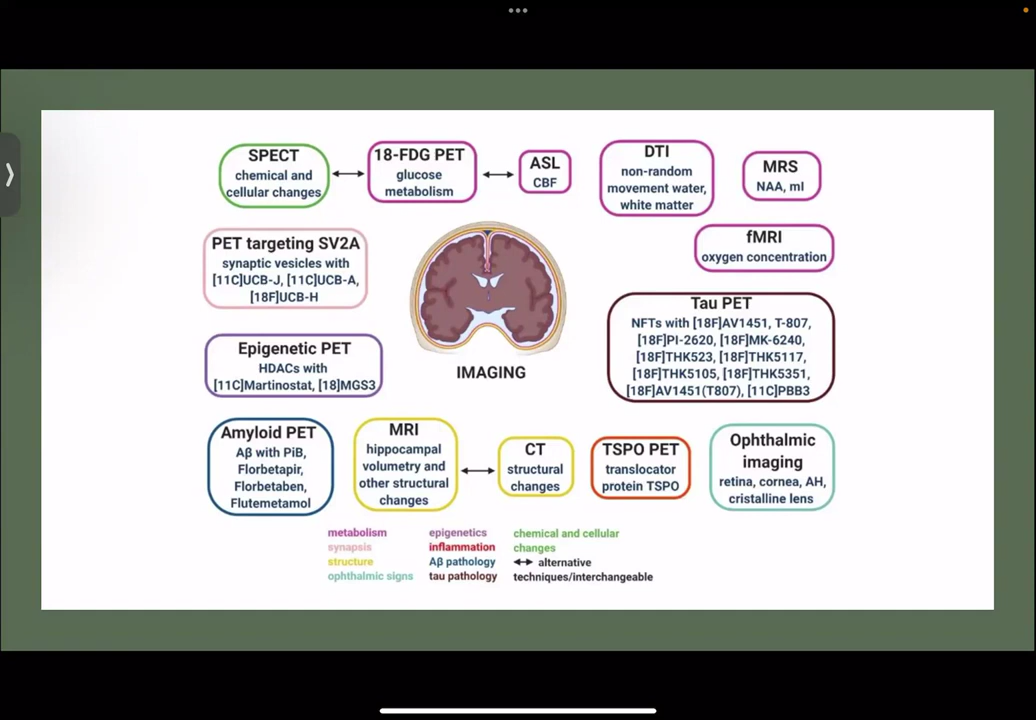 SPECT
chemical and
cellular changes
18-FDG PET
glucose
metabolism
ASL
CBF
DTI
non-random
movement water,
white matter
MRS
NAA, mI
fMRI
oxygen concentration
PET targeting SV2A
synaptic vesicles with
[11C]UCB-J, [11C]UCB-A,
[18F]UCB-H
Tau PET
NFTs with [18F]AV1451, T-807,
[18F]PI-2620, [18F]MK-6240,
[18F]THK523, [18F]THK5117,
[18F]THK5105, [18F]THK5351,
[18F]AV1451(T807), [11C]PBB3
Epigenetic PET
HDACs with
[11C]Martinostat, [18]MGS3
IMAGING
Amyloid PET
Aβ with PiB,
Florbetapir,
Florbetaben,
Flutemetamol
MRI
hippocampal
volumetry and
other structural
changes
CT
structural
changes
TSPO PET
translocator
protein TSPO
Ophthalmic
imaging
retina, cornea, AH,
cristalline lens
metabolism
synapsis
structure
ophthalmic signs
epigenetics
inflammation
Aβ pathology
tau pathology
chemical and cellular
changes
↔ alternative
techniques/interchangeable